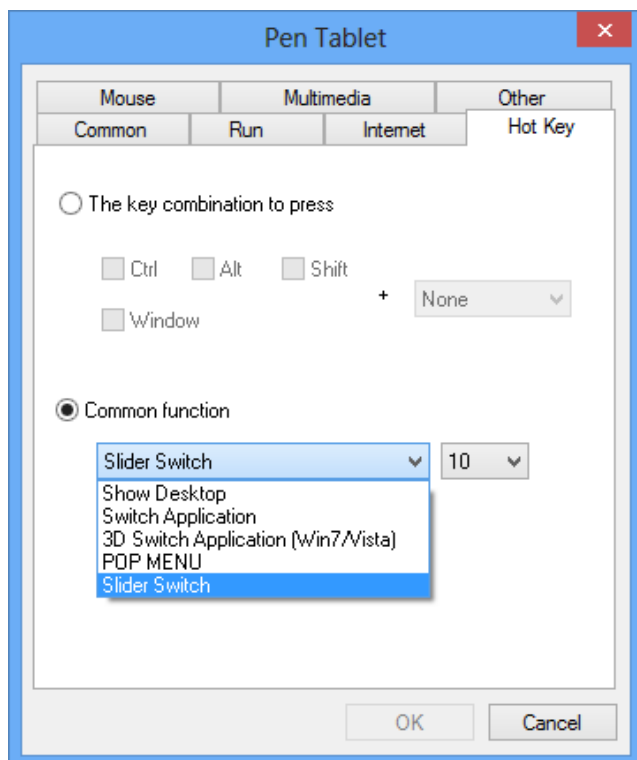 Pen Tablet
Mouse Multimedia Other
Common Run Internet Hot Key
The key combination to press
Ctrl Alt Shift
+ None
Window
Common function
Slider Switch 10
Show Desktop
Switch Application
3D Switch Application (Win7/Vista)
POP MENU
Slider Switch
OK Cancel